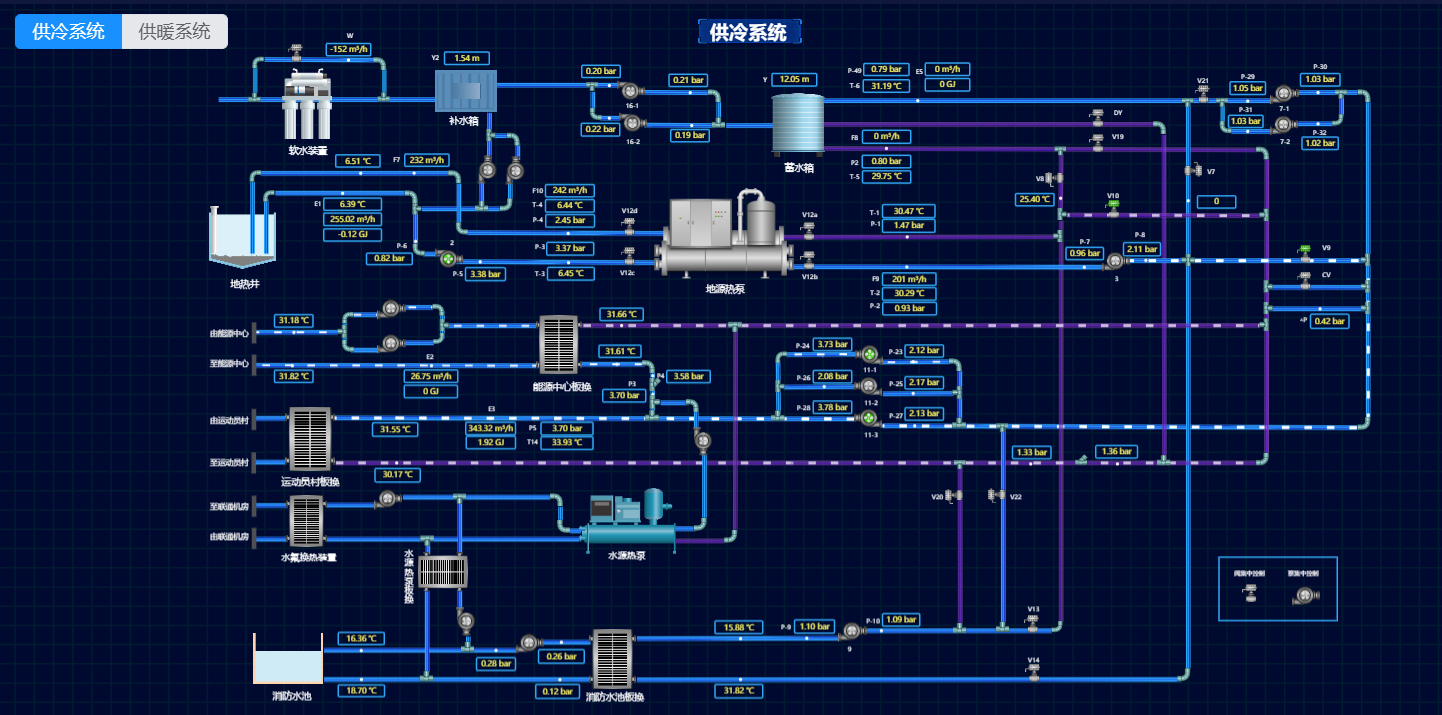 供冷系统
供暖系统
供冷系统
W
-152 m³/h
Y2
1.54 m
补水箱
软水装置
0.20 bar
0.21 bar
16-1
0.22 bar
16-2
0.19 bar
Y
12.05 m
蓄水箱
P-49
0.79 bar
T-6
31.19 ℃
E5
0 m³/h
0 GJ
F8
0 m³/h
P2
0.80 bar
T-5
29.75 ℃
V21
P-29
1.05 bar
7-1
P-30
1.03 bar
P-31
1.03 bar
7-2
P-32
1.02 bar
DY
V19
V8
V7
V10
25.40 ℃
0
6.51 ℃
F7
232 m³/h
E1
6.39 ℃
255.02 m³/h
-0.12 GJ
地热井
P-6
0.82 bar
2
P-5
3.38 bar
F10
242 m³/h
T-4
6.44 ℃
P-4
2.45 bar
P-3
3.37 bar
T-3
6.45 ℃
V12d
V12c
地源热泵
V12a
V12b
T-1
30.47 ℃
P-1
1.47 bar
F9
201 m³/h
T-2
30.29 ℃
P-2
0.93 bar
P-7
0.96 bar
P-8
2.11 bar
3
V9
CV
0.42 bar
由能源中心
31.18 ℃
至能源中心
31.82 ℃
E2
26.75 m³/h
0 GJ
能源中心板换
31.66 ℃
31.61 ℃
P3
3.70 bar
P4
3.58 bar
P-24
3.73 bar
11-1
P-23
2.12 bar
P-26
2.08 bar
11-2
P-25
2.17 bar
P-28
3.78 bar
11-3
P-27
2.13 bar
由运动员村
31.55 ℃
至运动员村
30.17 ℃
运动员村板换
E3
343.32 m³/h
1.92 GJ
P5
3.70 bar
T14
33.93 ℃
1.33 bar
1.36 bar
V20
V22
至联通机房
由联通机房
水氟换热装置
水源热泵板换
水源热泵
阀集中控制
泵集中控制
消防水池
16.36 ℃
18.70 ℃
0.28 bar
0.26 bar
0.12 bar
消防水池板换
15.88 ℃
31.82 ℃
P-9
1.10 bar
9
P-10
1.09 bar
V13
V14